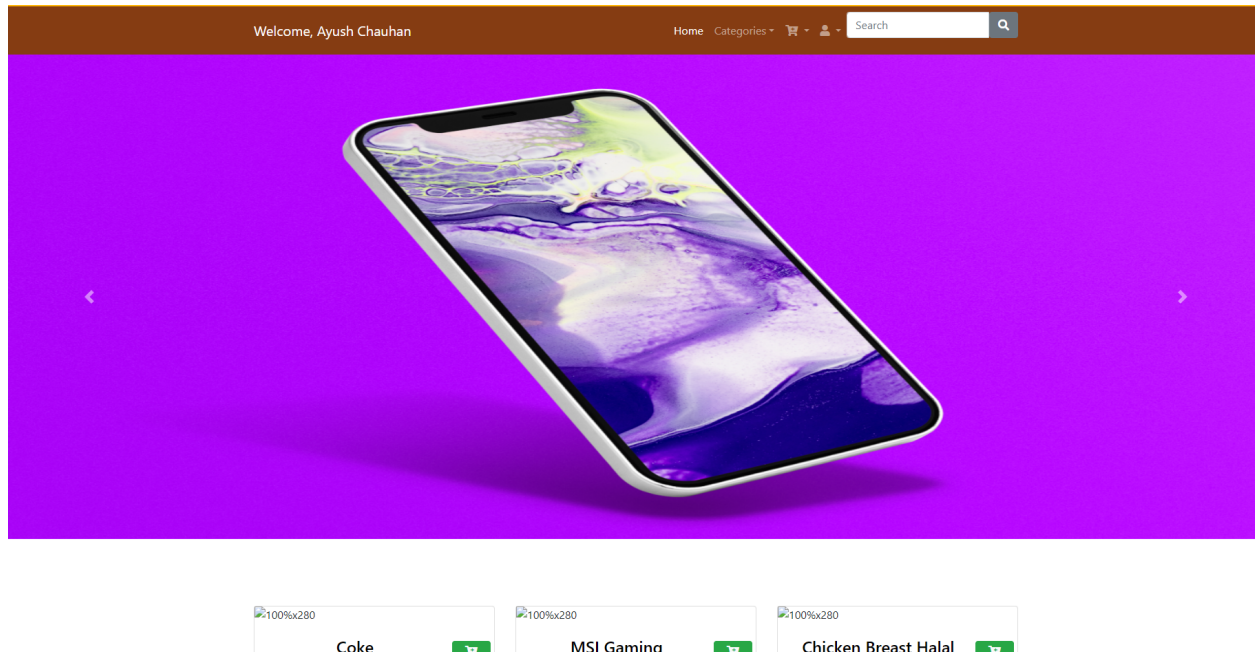 Welcome, Ayush Chauhan
Home Categories
Search
100%x280 100%x280 100%x280
Coke MSI Gaming Chicken Breast Halal